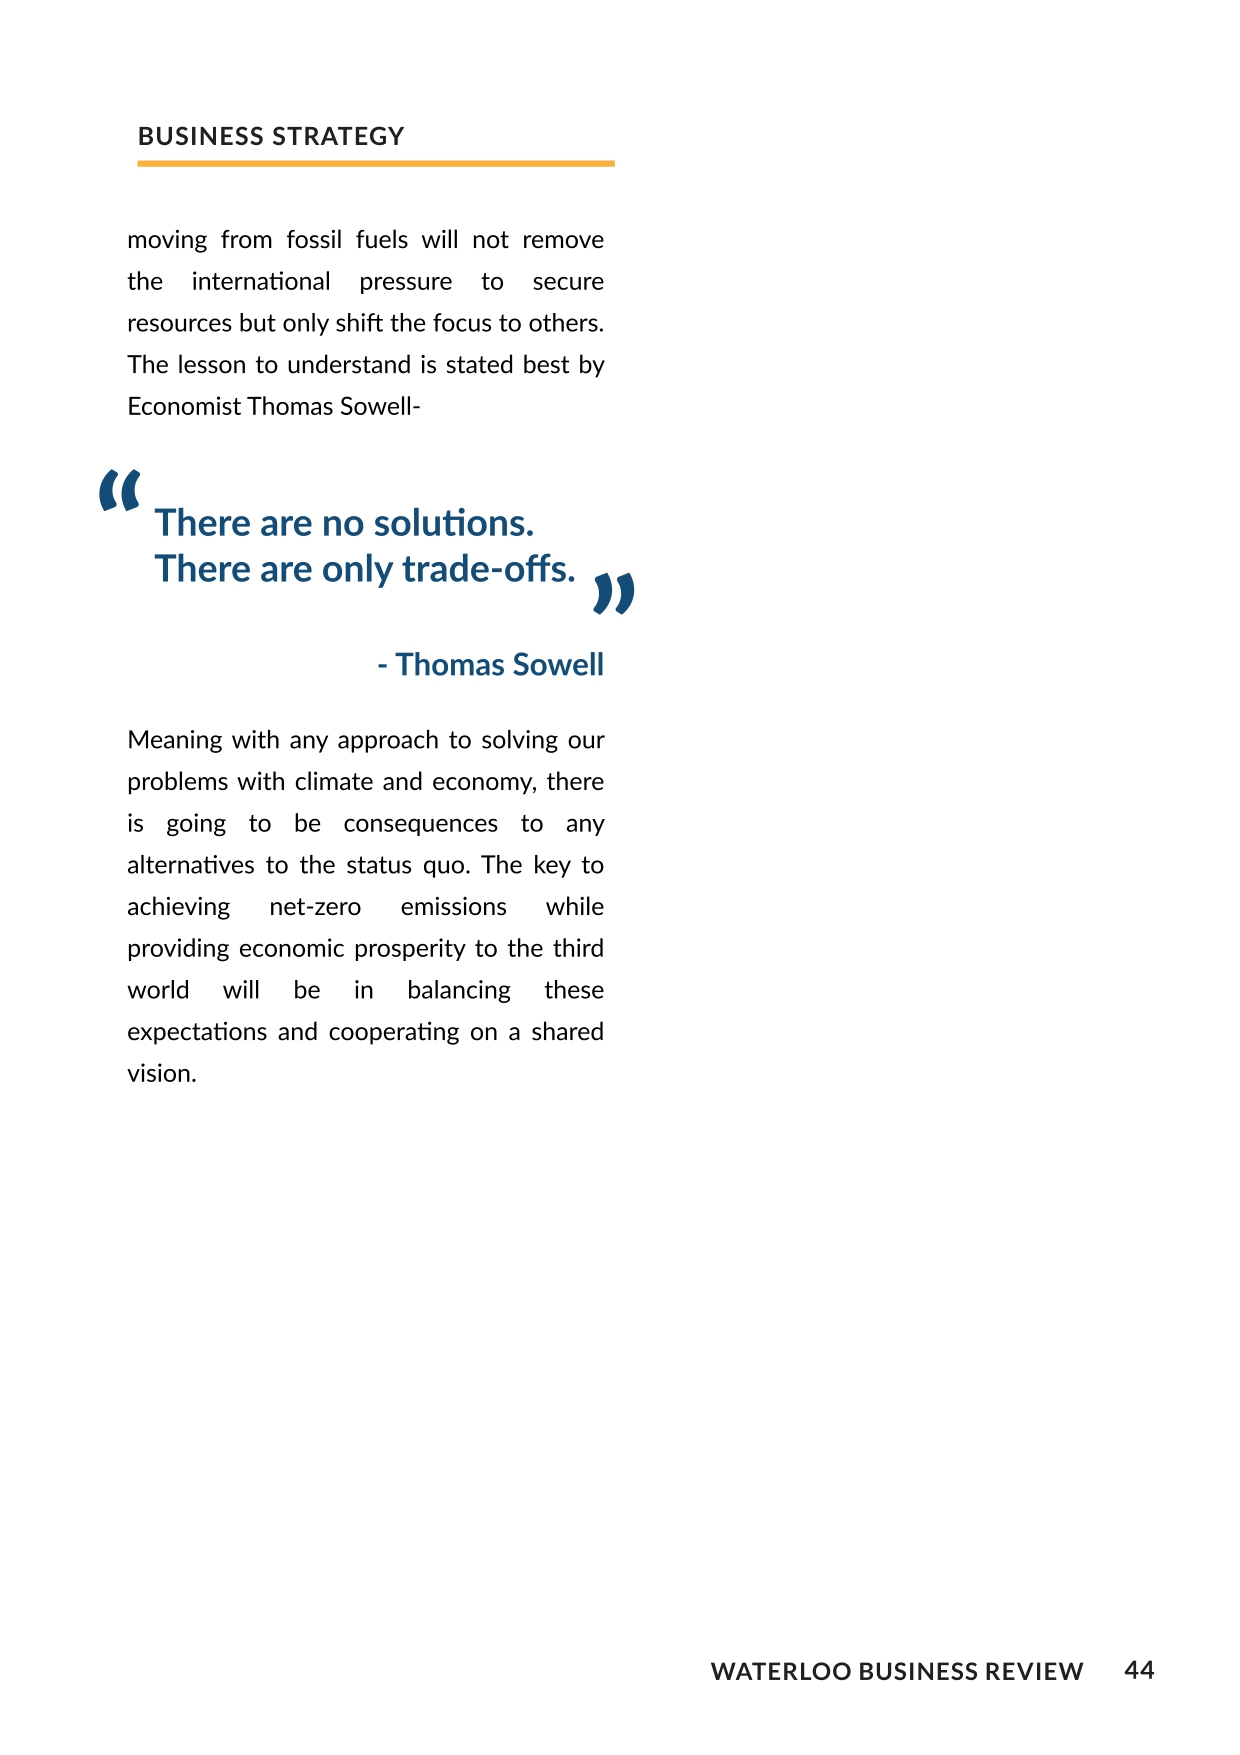 BUSINESS STRATEGY
moving from fossil fuels will not remove
the international pressure to secure
resources but only shift the focus to others.
The lesson to understand is stated best by
Economist Thomas Sowell-
“ There are no solutions.
There are only trade-offs. ”
- Thomas Sowell
Meaning with any approach to solving our
problems with climate and economy, there
is going to be consequences to any
alternatives to the status quo. The key to
achieving net-zero emissions while
providing economic prosperity to the third
world will be in balancing these
expectations and cooperating on a shared
vision.
WATERLOO BUSINESS REVIEW 44